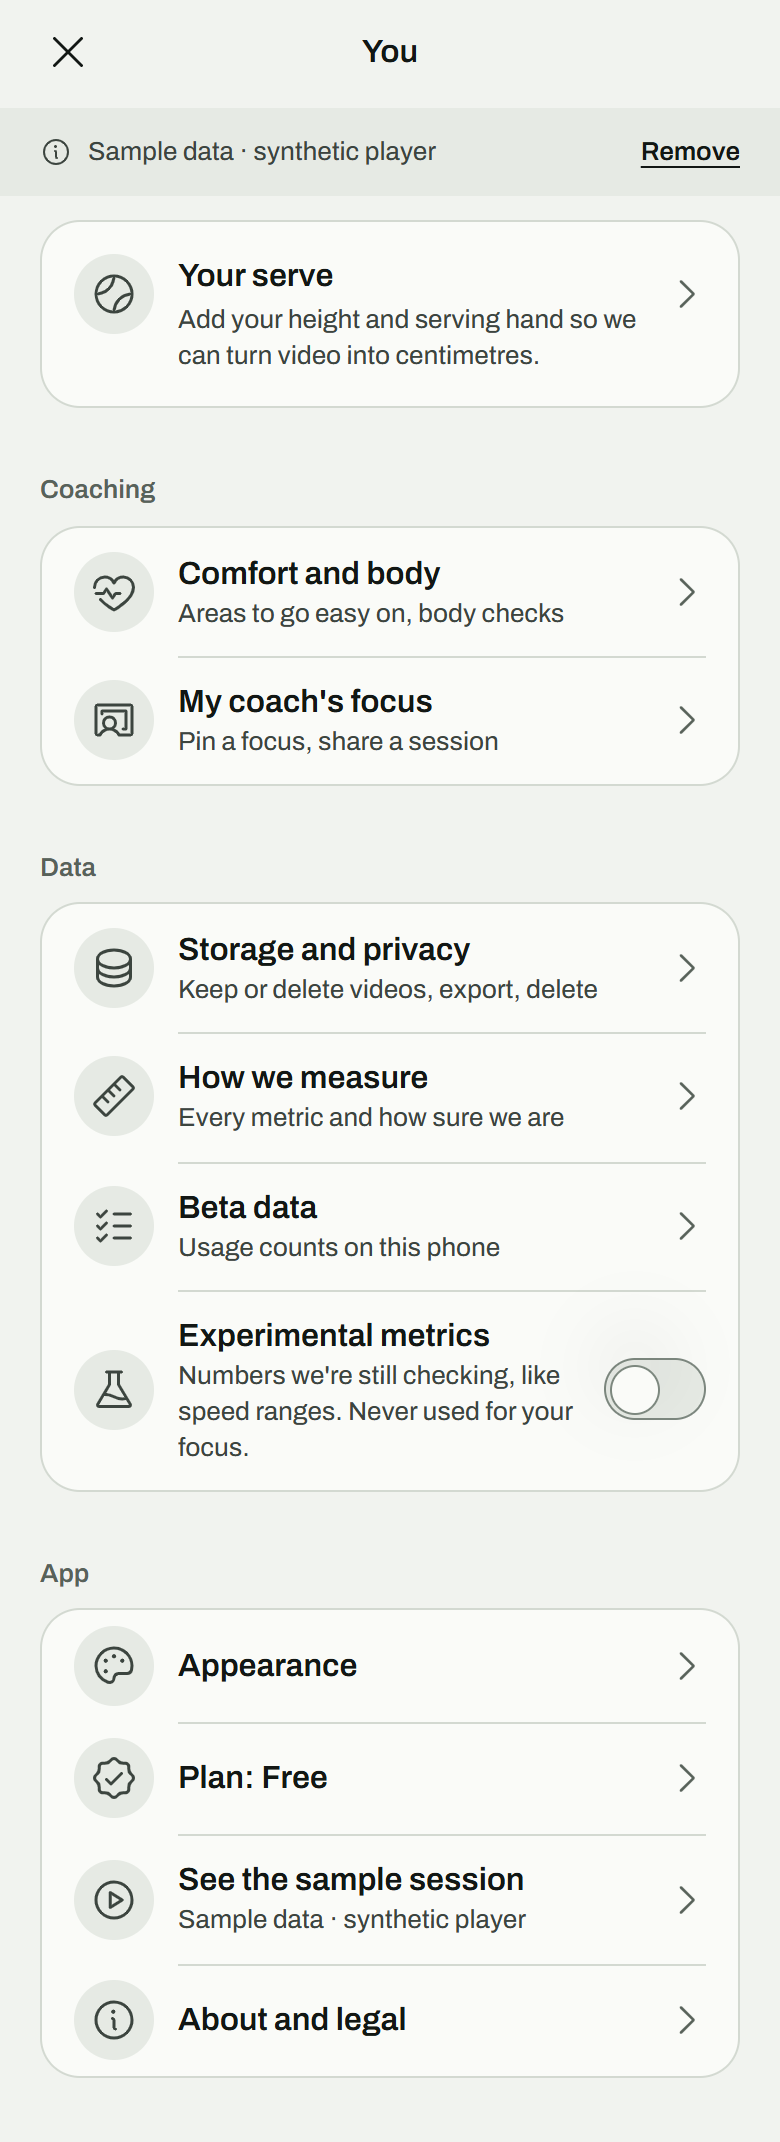 You
Sample data · synthetic player
Remove
Your serve
Add your height and serving hand so we
can turn video into centimetres.
Coaching
Comfort and body
Areas to go easy on, body checks
My coach's focus
Pin a focus, share a session
Data
Storage and privacy
Keep or delete videos, export, delete
How we measure
Every metric and how sure we are
Beta data
Usage counts on this phone
Experimental metrics
Numbers we're still checking, like
speed ranges. Never used for your
focus.
App
Appearance
Plan: Free
See the sample session
Sample data · synthetic player
About and legal